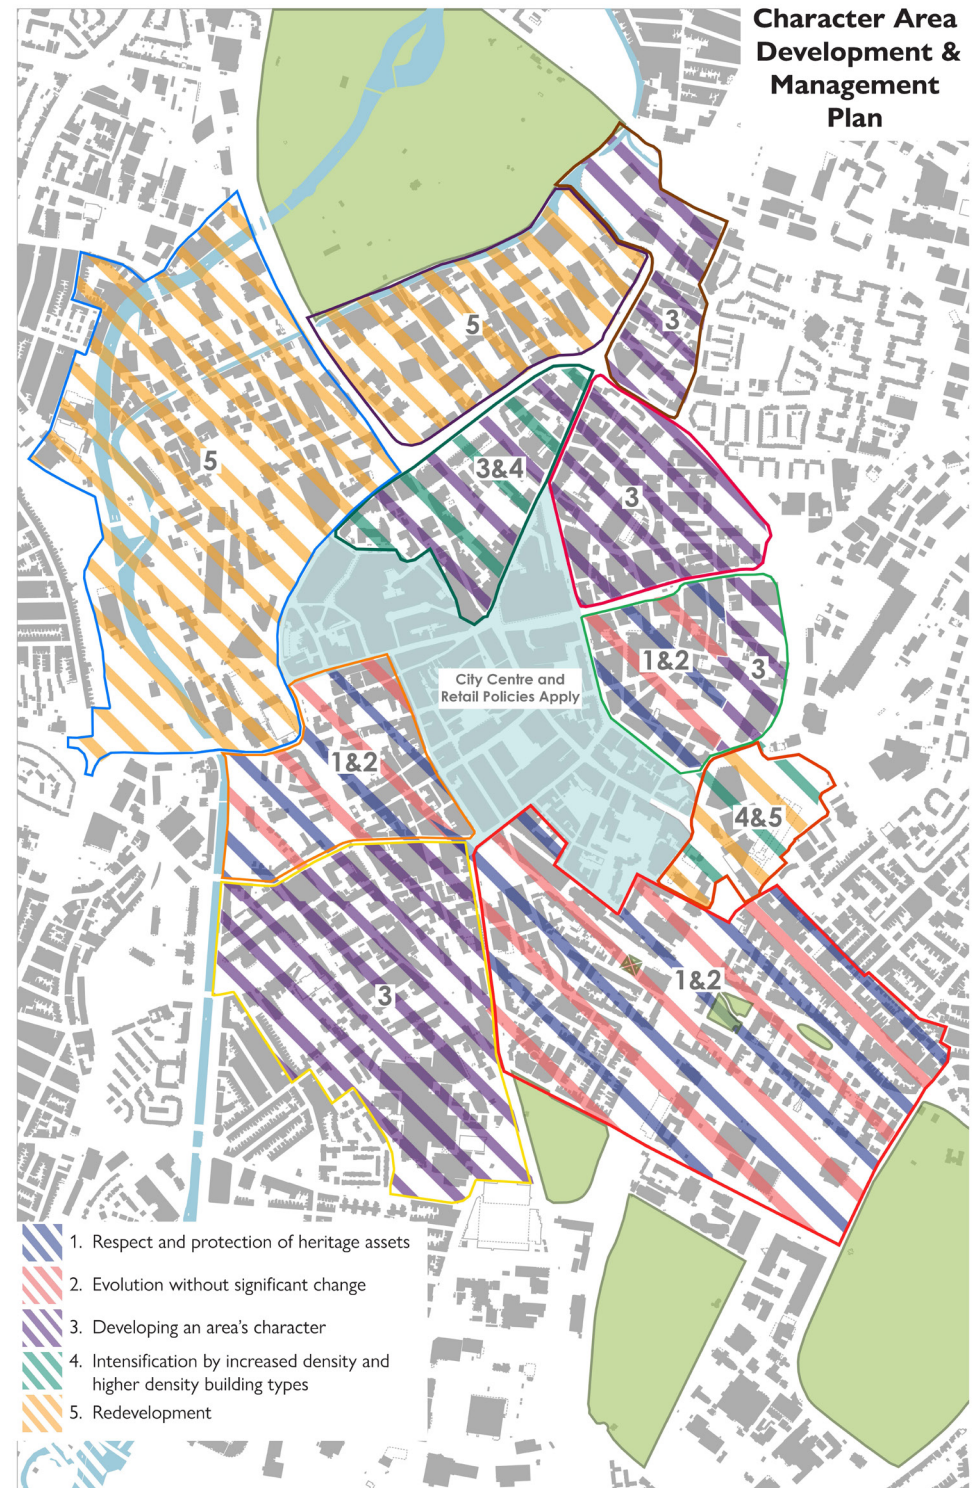 Character Area
Development &
Management
Plan
5
3
5
3&4
3
1&2
3
City Centre and
Retail Policies Apply
1&2
4&5
1&2
3
1. Respect and protection of heritage assets
2. Evolution without significant change
3. Developing an area's character
4. Intensification by increased density and
higher density building types
5. Redevelopment